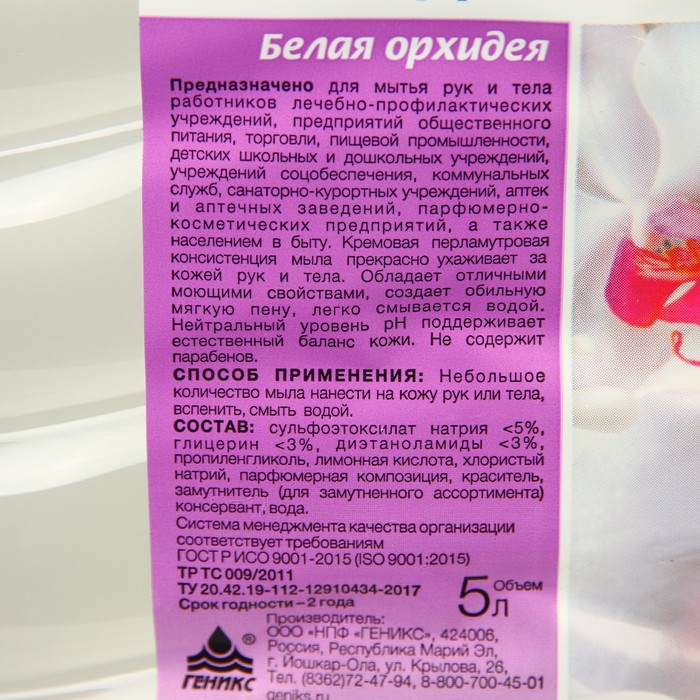 Белая орхидея
Предназначено для мытья рук и тела
работников лечебно-профилактических
учреждений, предприятий общественного
питания, торговли, пищевой промышленности,
детских школьных и дошкольных учреждений,
учреждений соцобеспечения, коммунальных
служб, санаторно-курортных учреждений, аптек
и аптечных заведений, парфюмерно-
косметических предприятий, а также
населением в быту. Кремовая перламутровая
консистенция мыла прекрасно ухаживает за
кожей рук и тела. Обладает отличными
моющими свойствами, создает обильную
мягкую пену, легко смывается водой.
Нейтральный уровень pH поддерживает
естественный баланс кожи. Не содержит
парабенов.
СПОСОБ ПРИМЕНЕНИЯ: Небольшое
количество мыла нанести на кожу рук или тела,
вспенить, смыть водой.
СОСТАВ: сульфоэтоксилат натрия <5%,
глицерин <3%, диэтаноламиды <3%,
пропиленгликоль, лимонная кислота, хлористый
натрий, парфюмерная композиция, краситель,
замутнитель (для замутненного ассортимента)
консервант, вода.
Система менеджмента качества организации
соответствует требованиям
ГОСТ Р ИСО 9001-2015 (ISO 9001:2015)
ТР ТС 009/2011
ТУ 20.42.19-112-12910434-2017
Срок годности – 2 года
Объем
5 л
Производитель:
ООО «НПФ «ГЕНИКС», 424006,
Россия, Республика Марий Эл,
г. Йошкар-Ола, ул. Крылова, 26,
Тел. (8362)72-47-94, 8-800-700-45-01
geniks.ru
ГЕНИКС ®